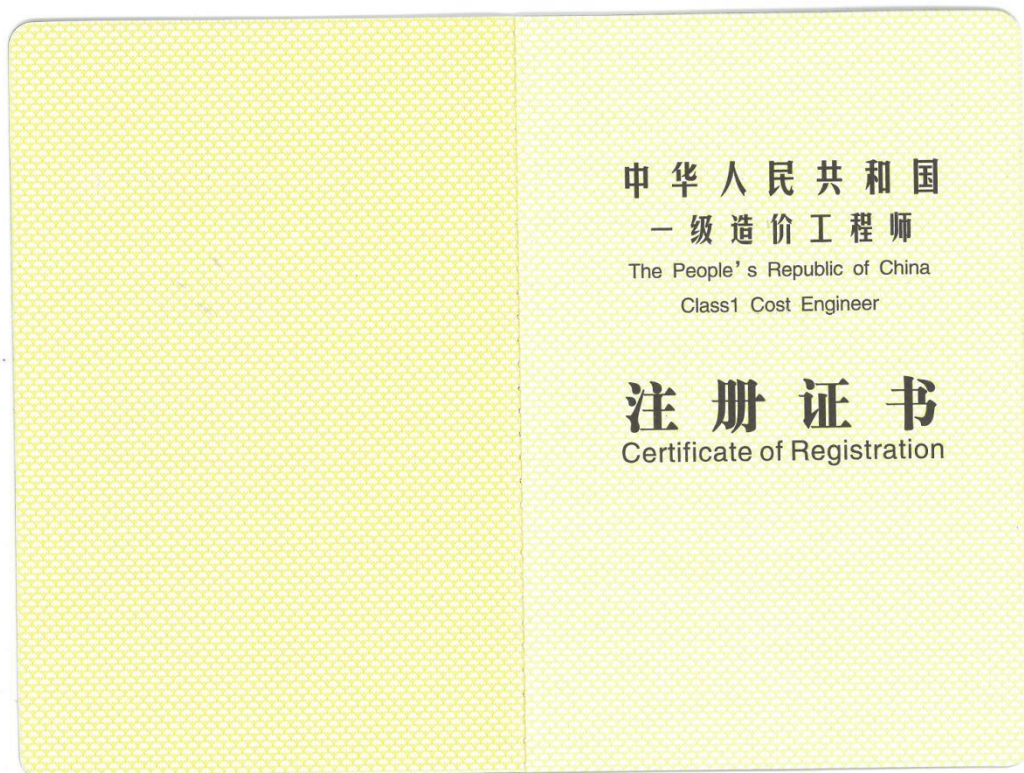 中华人民共和国
一级造价工程师
The People's Republic of China
Class1 Cost Engineer
注册证书
Certificate of Registration